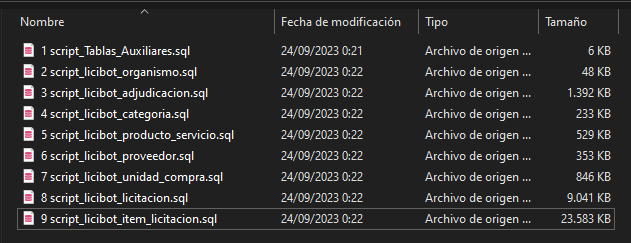 Nombre Fecha de modificación Tipo Tamaño
1 script_Tablas_Auxiliares.sql 24/09/2023 0:21 Archivo de origen ... 6 KB
2 script_licibot_organismo.sql 24/09/2023 0:22 Archivo de origen ... 48 KB
3 script_licibot_adjudicacion.sql 24/09/2023 0:22 Archivo de origen ... 1.392 KB
4 script_licibot_categoria.sql 24/09/2023 0:22 Archivo de origen ... 233 KB
5 script_licibot_producto_servicio.sql 24/09/2023 0:22 Archivo de origen ... 529 KB
6 script_licibot_proveedor.sql 24/09/2023 0:22 Archivo de origen ... 353 KB
7 script_licibot_unidad_compra.sql 24/09/2023 0:22 Archivo de origen ... 846 KB
8 script_licibot_licitacion.sql 24/09/2023 0:22 Archivo de origen ... 9.041 KB
9 script_licibot_item_licitacion.sql 24/09/2023 0:22 Archivo de origen ... 23.583 KB